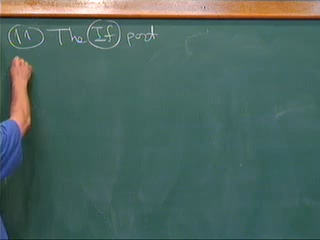 (11) The If part